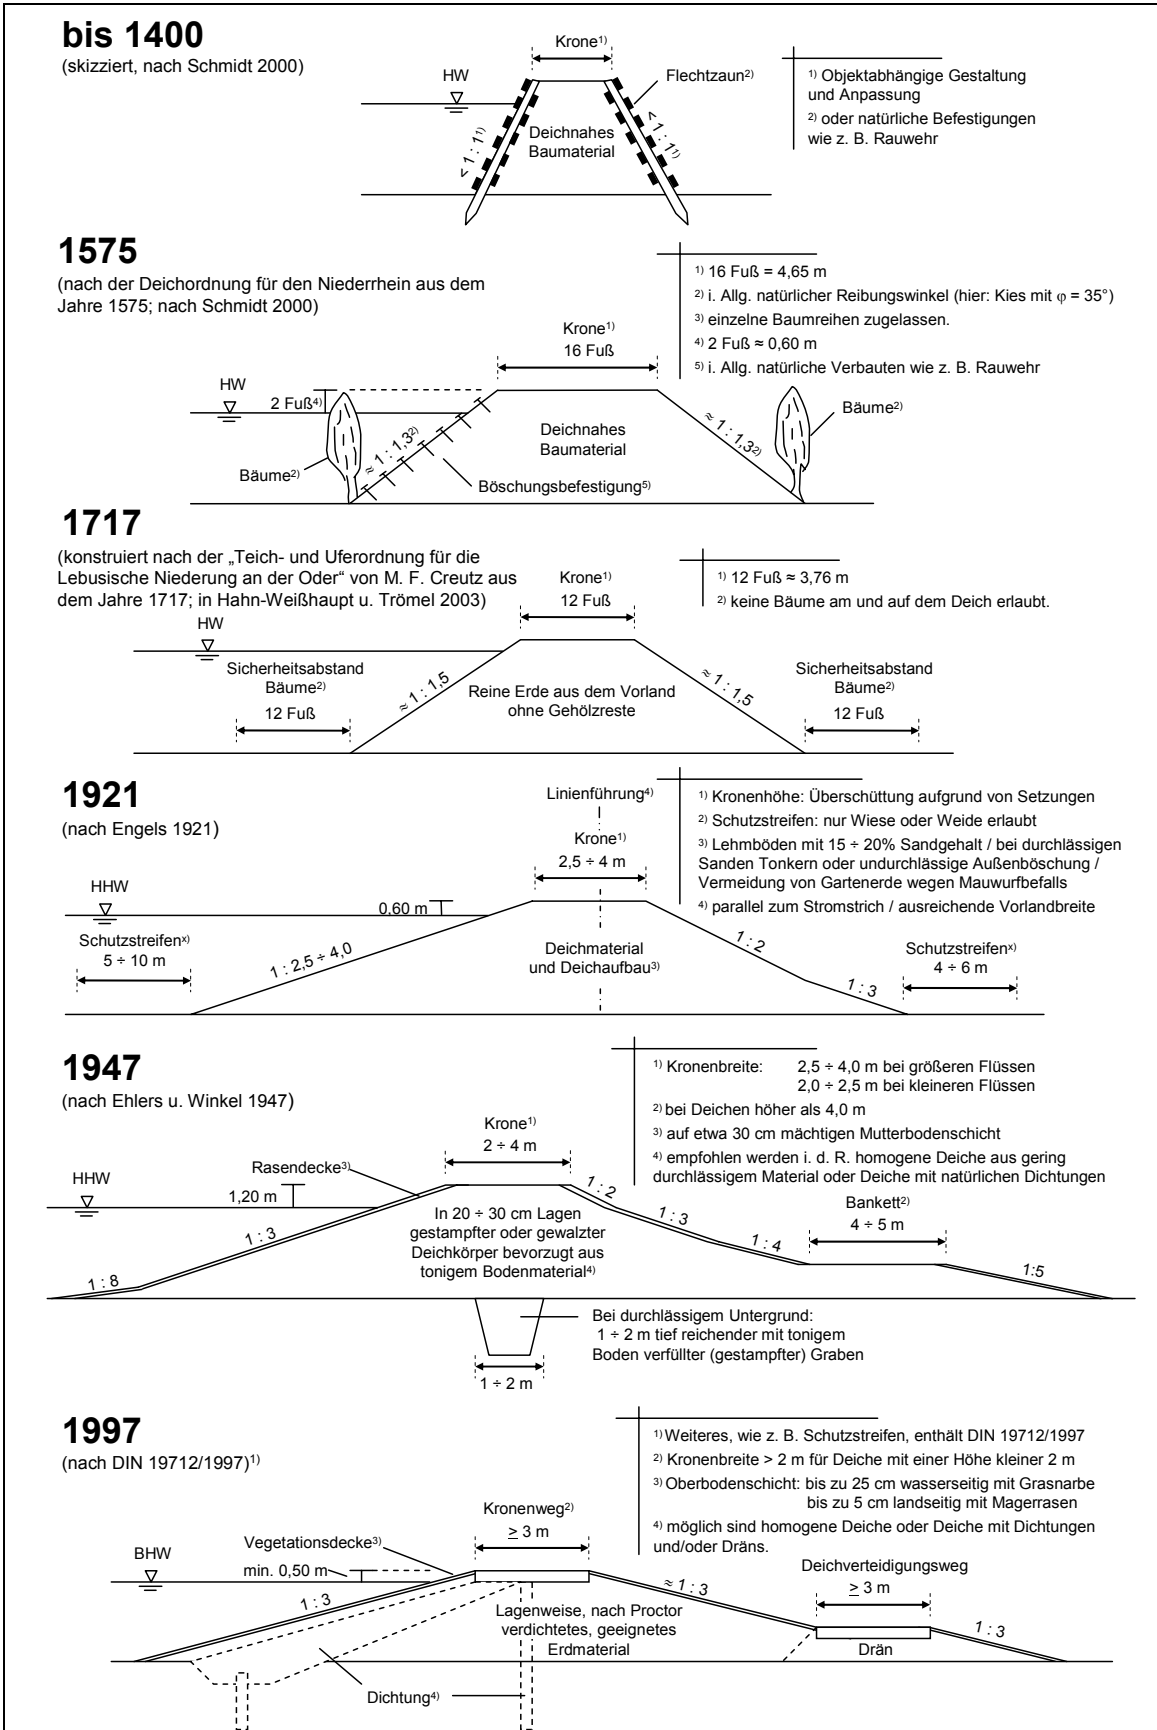 bis 1400
(skizziert, nach Schmidt 2000)
Krone1)
HW
Flechtzaun2)
Deichnahes
Baumaterial
< 1 : 11)
< 1 : 11)
1) Objektabhängige Gestaltung
und Anpassung
2) oder natürliche Befestigungen
wie z. B. Rauwehr
1575
(nach der Deichordnung für den Niederrhein aus dem
Jahre 1575; nach Schmidt 2000)
1) 16 Fuß = 4,65 m
2) i. Allg. natürlicher Reibungswinkel (hier: Kies mit φ = 35°)
3) einzelne Baumreihen zugelassen.
4) 2 Fuß ≈ 0,60 m
5) i. Allg. natürliche Verbauten wie z. B. Rauwehr
Krone1)
16 Fuß
HW
2 Fuß4)
Bäume2)
Deichnahes
Baumaterial
≈ 1 : 1,32)
≈ 1 : 1,32)
Bäume2)
Böschungsbefestigung5)
1717
(konstruiert nach der „Teich- und Uferordnung für die
Lebusische Niederung an der Oder“ von M. F. Creutz aus
dem Jahre 1717; in Hahn-Weißhaupt u. Trömel 2003)
1) 12 Fuß ≈ 3,76 m
2) keine Bäume am und auf dem Deich erlaubt.
Krone1)
12 Fuß
HW
Sicherheitsabstand
Bäume2)
12 Fuß
≈ 1 : 1,5
Reine Erde aus dem Vorland
ohne Gehölzreste
≈ 1 : 1,5
Sicherheitsabstand
Bäume2)
12 Fuß
1921
(nach Engels 1921)
Linienführung4)
Krone1)
2,5 ÷ 4 m
1) Kronenhöhe: Überschüttung aufgrund von Setzungen
2) Schutzstreifen: nur Wiese oder Weide erlaubt
3) Lehmböden mit 15 ÷ 20% Sandgehalt / bei durchlässigen
Sanden Tonkern oder undurchlässige Außenböschung /
Vermeidung von Gartenerde wegen Mauwurfbefalls
4) parallel zum Stromstrich / ausreichende Vorlandbreite
HHW
0,60 m
Schutzstreifenx)
5 ÷ 10 m
1 : 2,5 ÷ 4,0
Deichmaterial
und Deichaufbau3)
1 : 2
1 : 3
Schutzstreifenx)
4 ÷ 6 m
1947
(nach Ehlers u. Winkel 1947)
1) Kronenbreite: 2,5 ÷ 4,0 m bei größeren Flüssen
2,0 ÷ 2,5 m bei kleineren Flüssen
2) bei Deichen höher als 4,0 m
3) auf etwa 30 cm mächtigen Mutterbodenschicht
4) empfohlen werden i. d. R. homogene Deiche aus gering
durchlässigem Material oder Deiche mit natürlichen Dichtungen
Krone1)
2 ÷ 4 m
Rasendecke3)
HHW
1,20 m
1 : 8
1 : 3
In 20 ÷ 30 cm Lagen
gestampfter oder gewalzter
Deichkörper bevorzugt aus
tonigem Bodenmaterial4)
1 : 2
1 : 3
1 : 4
Bankett2)
4 ÷ 5 m
1:5
Bei durchlässigem Untergrund:
1 ÷ 2 m tief reichender mit tonigem
Boden verfüllter (gestampfter) Graben
1 ÷ 2 m
1997
(nach DIN 19712/1997)1)
1) Weiteres, wie z. B. Schutzstreifen, enthält DIN 19712/1997
2) Kronenbreite > 2 m für Deiche mit einer Höhe kleiner 2 m
3) Oberbodenschicht: bis zu 25 cm wasserseitig mit Grasnarbe
bis zu 5 cm landseitig mit Magerrasen
4) möglich sind homogene Deiche oder Deiche mit Dichtungen
und/oder Dräns.
Kronenweg2)
≥ 3 m
Vegetationsdecke3)
BHW
min. 0,50 m
1 : 3
Lagenweise, nach Proctor
verdichtetes, geeignetes
Erdmaterial
≈ 1 : 3
Deichverteidigungsweg
≥ 3 m
Drän
1 : 3
Dichtung4)